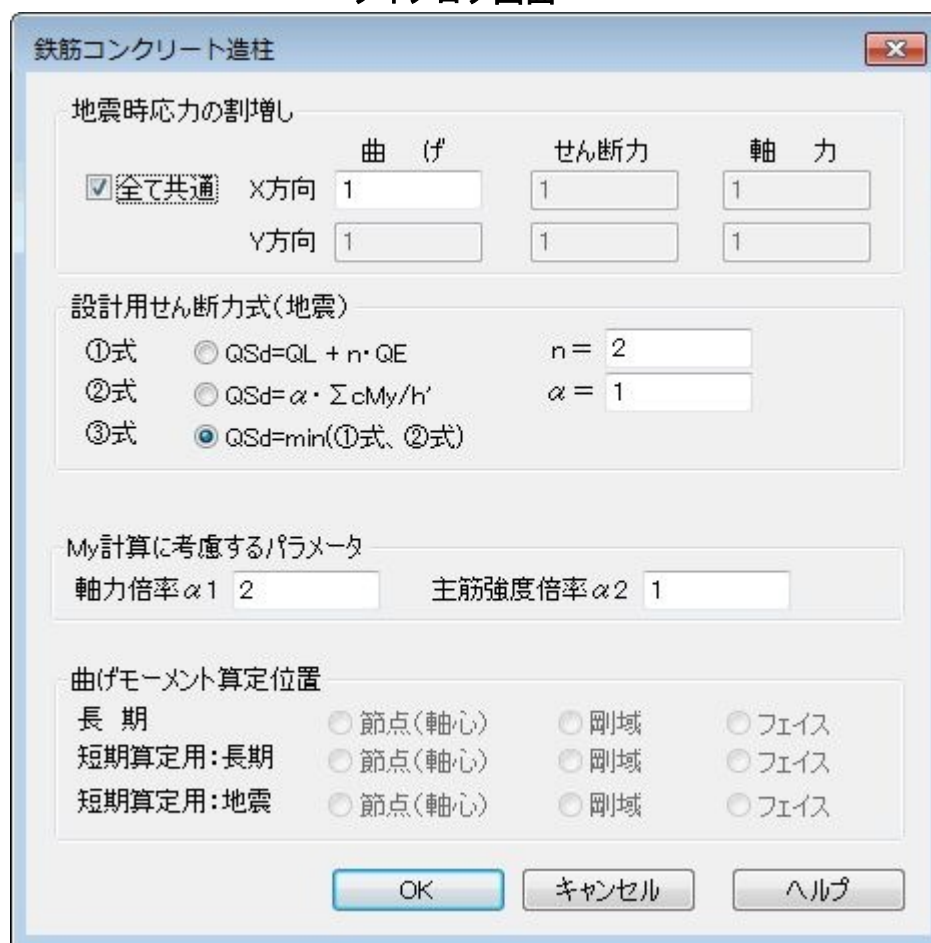 鉄筋コンクリート造柱
地震時応力の割増し
曲 げ せん断力 軸 力
全て共通 X方向 1 1 1
Y方向 1 1 1
設計用せん断力式(地震)
①式 QSd=QL + n・QE n= 2
②式 QSd=α・ΣcMy/h' α= 1
③式 QSd=min(①式、②式)
My計算に考慮するパラメータ
軸力倍率α1 2 主筋強度倍率α2 1
曲げモーメント算定位置
長 期 節点(軸心) 剛域 フェイス
短期算定用:長期 節点(軸心) 剛域 フェイス
短期算定用:地震 節点(軸心) 剛域 フェイス
OK キャンセル ヘルプ